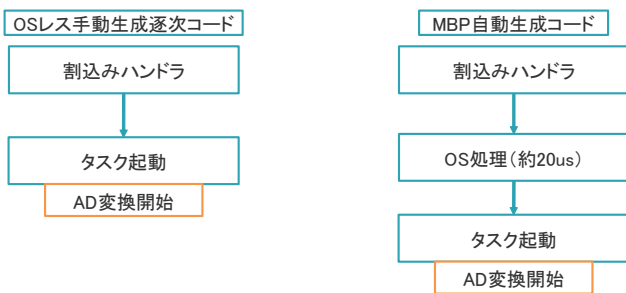 OSレス手動生成逐次コード
割込みハンドラ
タスク起動
AD変換開始
MBP自動生成コード
割込みハンドラ
OS処理(約20us)
タスク起動
AD変換開始